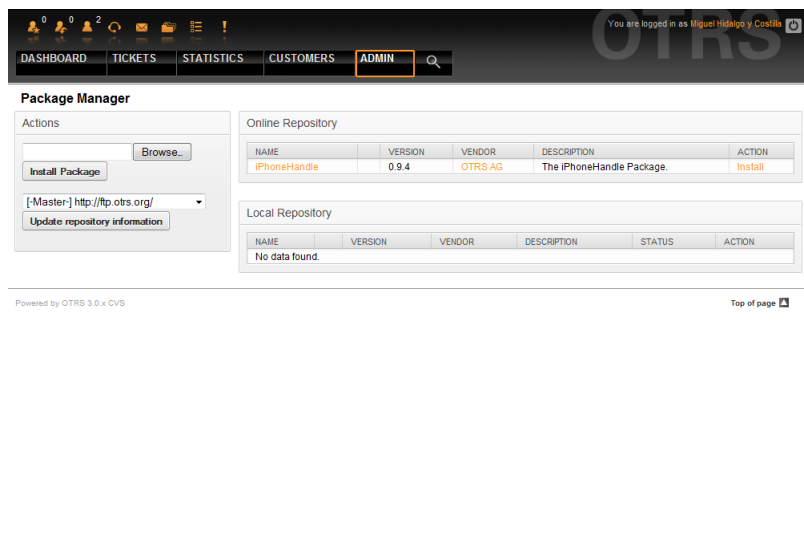 0 0 2
You are logged in as Miguel Hidalgo y Costilla
OTRS
DASHBOARD TICKETS STATISTICS CUSTOMERS ADMIN
Package Manager
Actions
Browse...
Install Package
[-Master-] http://ftp.otrs.org/
Update repository information
Online Repository
NAME VERSION VENDOR DESCRIPTION ACTION
iPhoneHandle 0.9.4 OTRS AG The iPhoneHandle Package. Install
Local Repository
NAME VERSION VENDOR DESCRIPTION STATUS ACTION
No data found.
Powered by OTRS 3.0.x CVS
Top of page